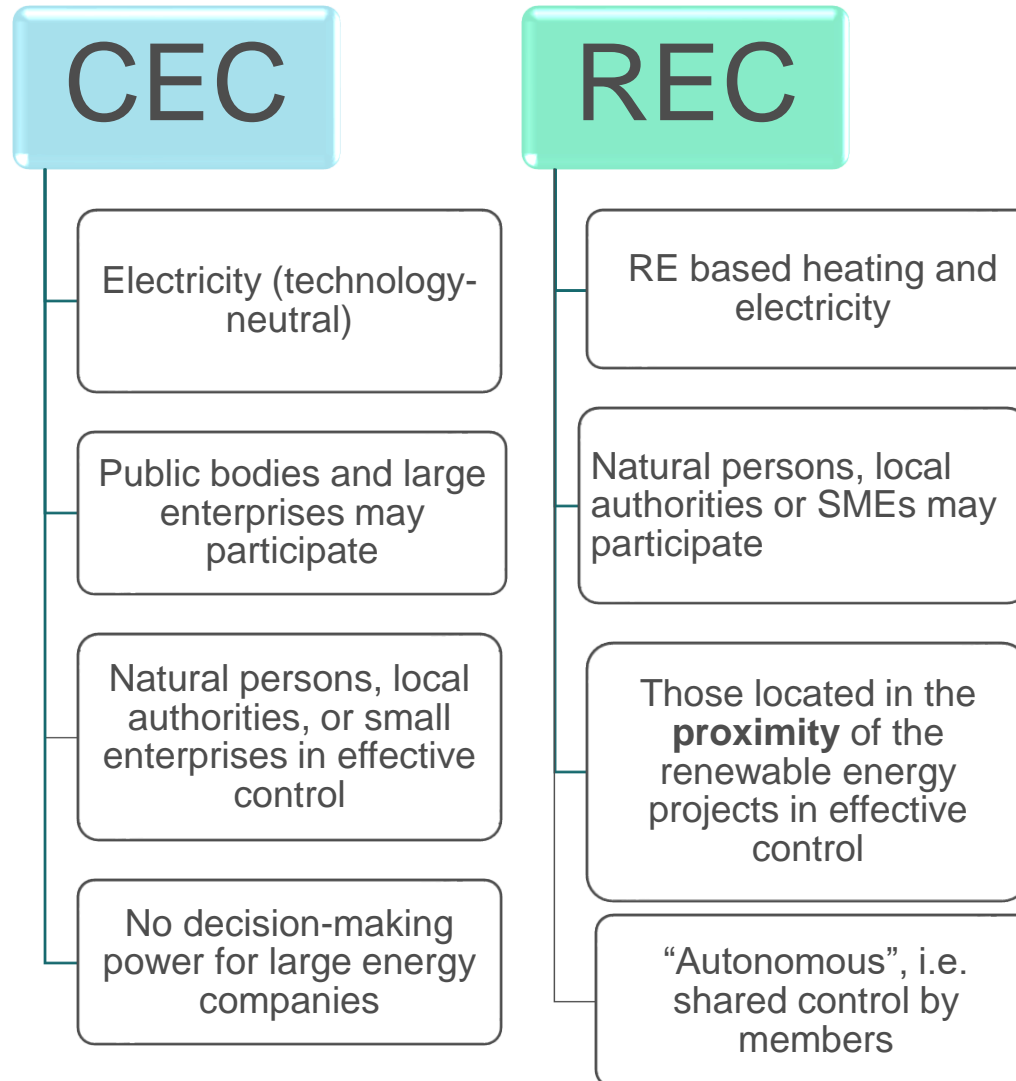 CEC
Electricity (technology-
neutral)
Public bodies and large
enterprises may
participate
Natural persons, local
authorities, or small
enterprises in effective
control
No decision-making
power for large energy
companies
REC
RE based heating and
electricity
Natural persons, local
authorities or SMEs may
participate
Those located in the
proximity of the
renewable energy
projects in effective
control
“Autonomous”, i.e.
shared control by
members